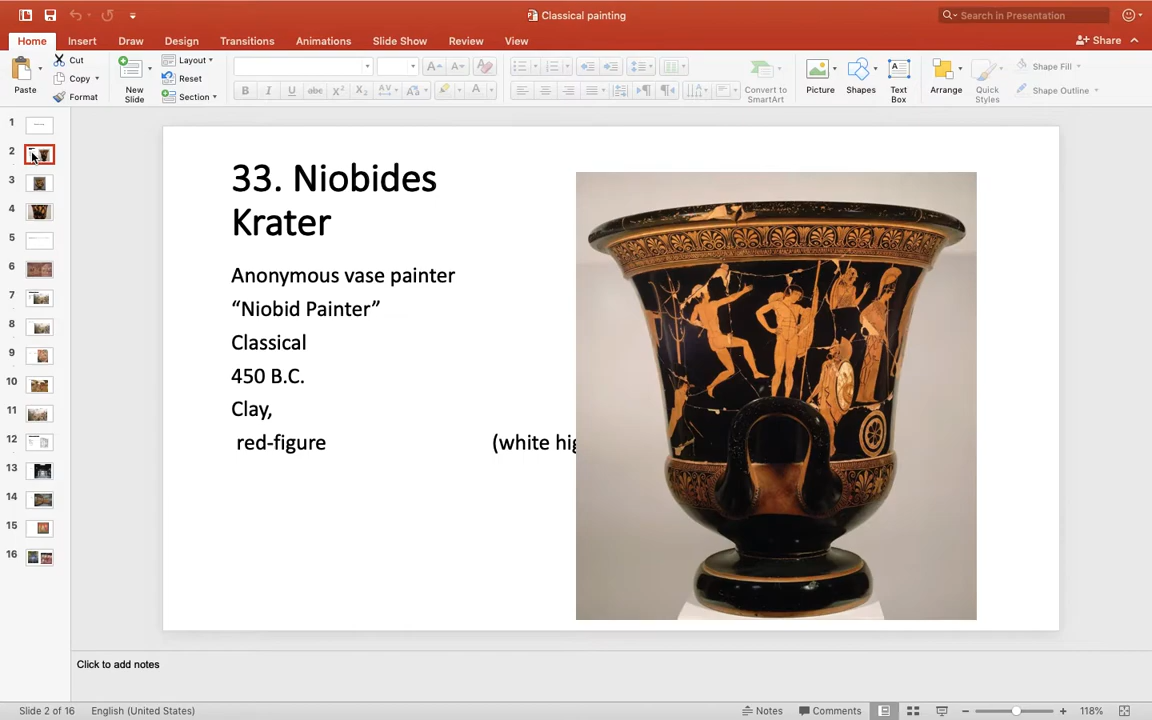 Classical painting
Search in Presentation
Home Insert Draw Design Transitions Animations Slide Show Review View Share
Paste Cut Copy Format New Slide Layout Reset Section Convert to SmartArt Picture Shapes Text Box Arrange Quick Styles Shape Fill Shape Outline
1
2
3
4
5
6
7
8
9
10
11
12
13
14
15
16
33. Niobides
Krater
Anonymous vase painter
“Niobid Painter”
Classical
450 B.C.
Clay,
red-figure (white hig
Click to add notes
Slide 2 of 16 English (United States) Notes Comments 118%